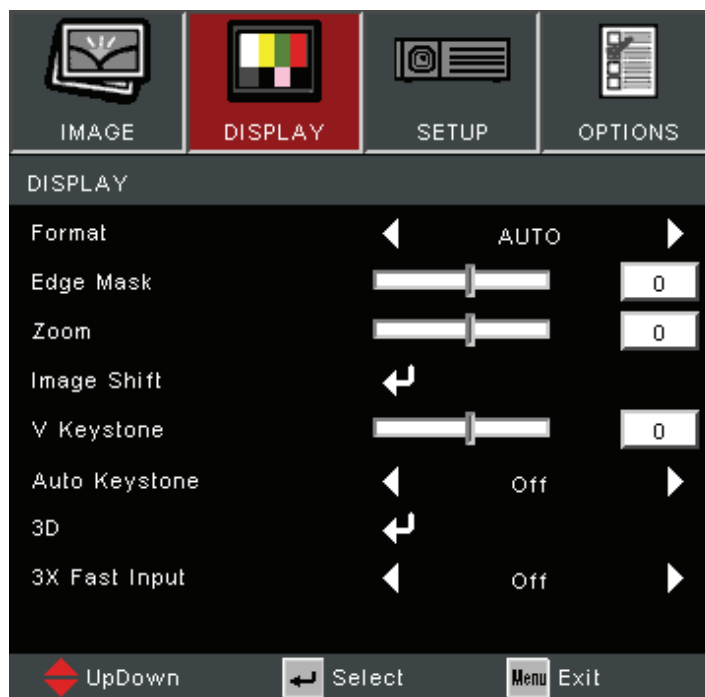 IMAGE DISPLAY SETUP OPTIONS
DISPLAY
Format AUTO
Edge Mask 0
Zoom 0
Image Shift
V Keystone 0
Auto Keystone Off
3D
3X Fast Input Off
UpDown Select Menu Exit